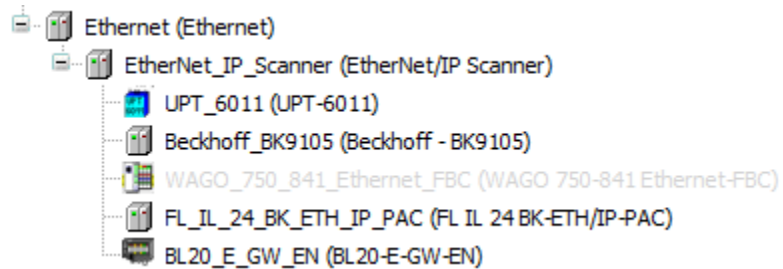 Ethernet (Ethernet)
EtherNet_IP_Scanner (EtherNet/IP Scanner)
UPT_6011 (UPT-6011)
Beckhoff_BK9105 (Beckhoff - BK9105)
WAGO_750_841_Ethernet_FBC (WAGO 750-841 Ethernet-FBC)
FL_IL_24_BK_ETH_IP_PAC (FL IL 24 BK-ETH/IP-PAC)
BL20_E_GW_EN (BL20-E-GW-EN)